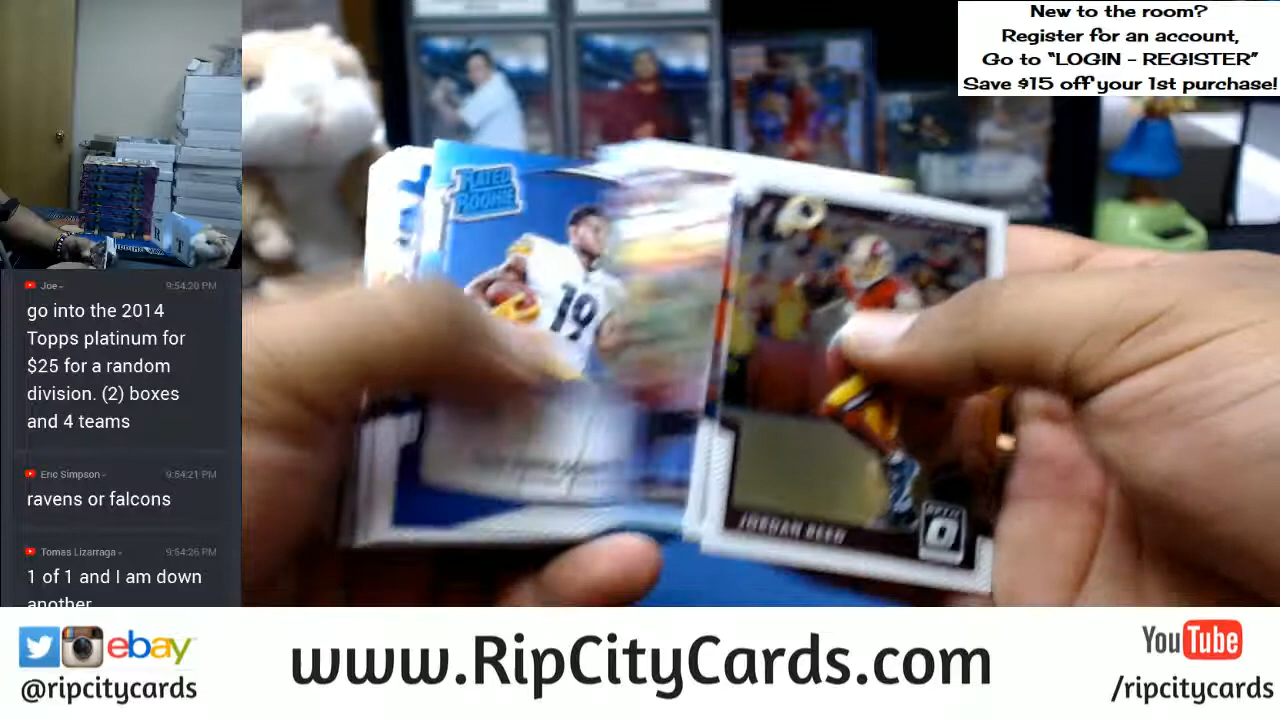 New to the room?
Register for an account,
Go to "LOGIN - REGISTER"
Save $15 off your 1st purchase!
Joe-
9:54:20 PM
go into the 2014
Topps platinum for
$25 for a random
division. (2) boxes
and 4 teams
Eric Simpson-
9:54:21 PM
ravens or falcons
Tomas Lizarraga-
9:54:26 PM
1 of 1 and I am down
another
RATED
ROOKIE
19
JORDAN REED
OPTIC
ebay
@ripcitycards
www.RipCityCards.com
YouTube
/ripcitycards